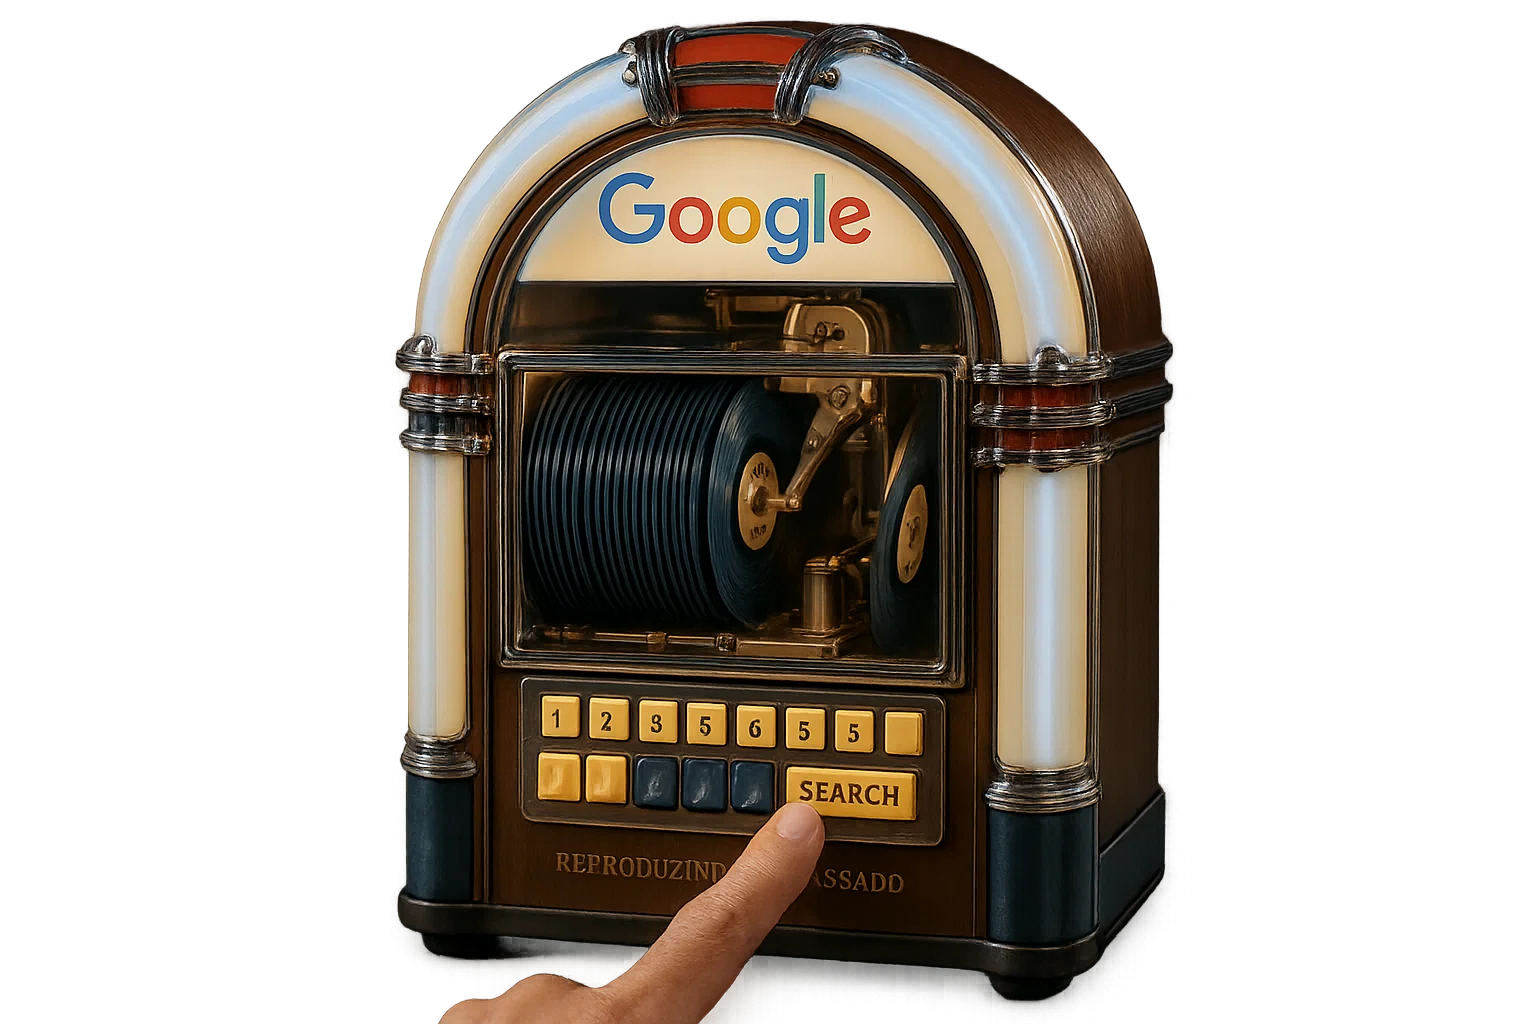 Google
1 2 3 5 6 5 5
SEARCH
REPRODUZIND ASSADO